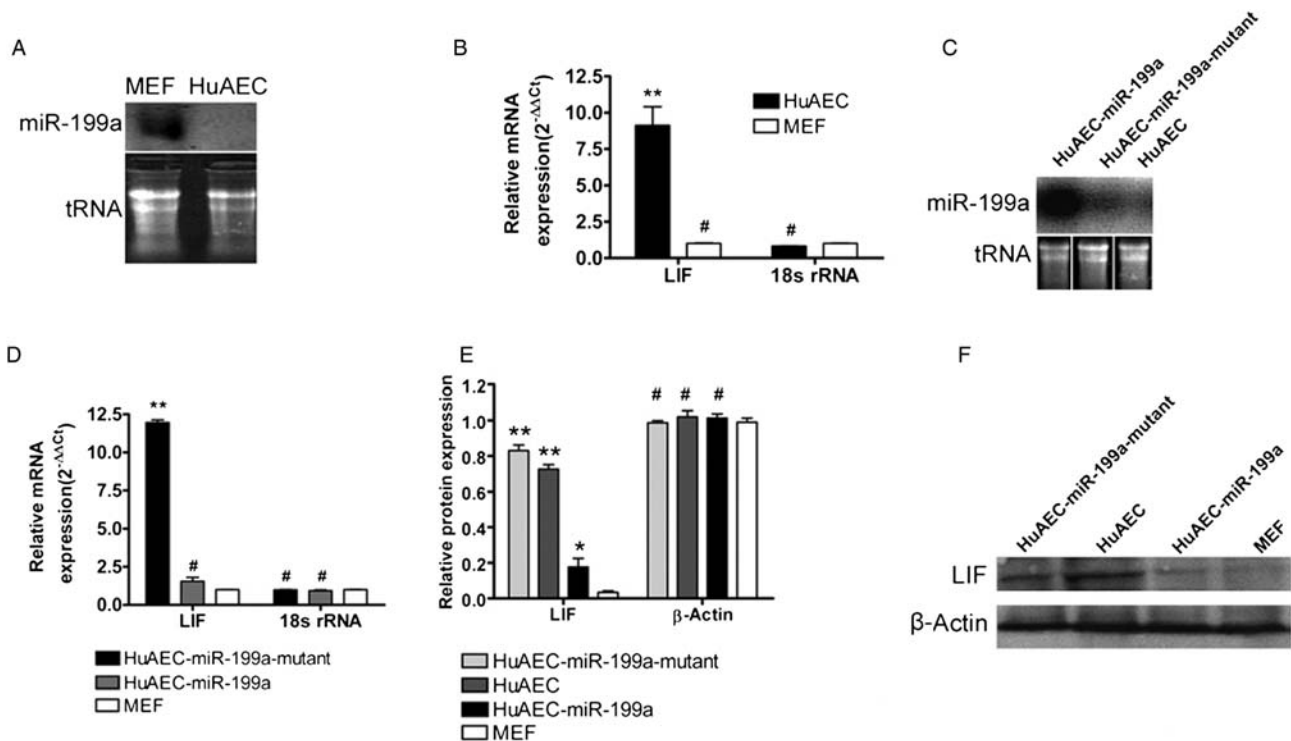 A
MEF HuAEC
miR-199a
tRNA
B
Relative mRNA
expression(2^-ΔΔCt)
12.5
10.0
7.5
5.0
2.5
0.0
**
#
#
LIF
18s rRNA
HuAEC
MEF
C
HuAEC-miR-199a
HuAEC-miR-199a-mutant
HuAEC
miR-199a
tRNA
D
Relative mRNA
expression(2^-ΔΔCt)
12.5
10.0
7.5
5.0
2.5
0.0
**
#
# #
LIF
18s rRNA
HuAEC-miR-199a-mutant
HuAEC-miR-199a
MEF
E
Relative protein expression
1.2
1.0
0.8
0.6
0.4
0.2
0.0
**
**
*
# # #
LIF
β-Actin
HuAEC-miR-199a-mutant
HuAEC
HuAEC-miR-199a
MEF
F
HuAEC-miR-199a-mutant
HuAEC
HuAEC-miR-199a
MEF
LIF
β-Actin